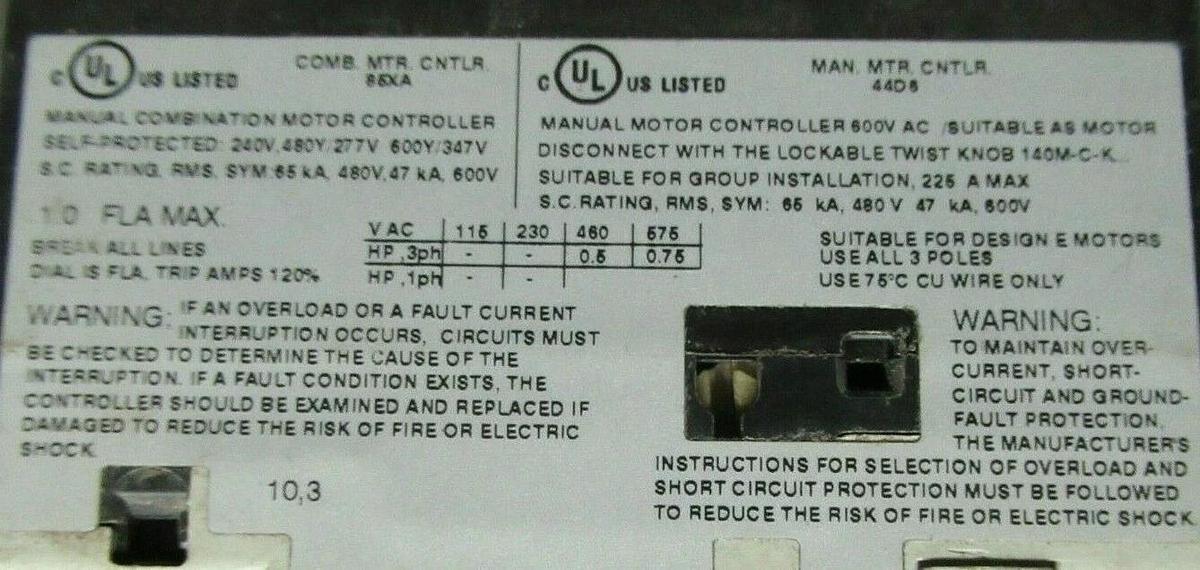 C UL US LISTED
COMB. MTR. CNTLR.
85XA
MANUAL COMBINATION MOTOR CONTROLLER
SELF-PROTECTED: 240V, 480Y/277V 600Y/347V
S.C. RATING, RMS, SYM:65 kA, 480V,47 kA, 600V
C UL US LISTED
MAN. MTR. CNTLR.
44D8
MANUAL MOTOR CONTROLLER 600V AC /SUITABLE AS MOTOR
DISCONNECT WITH THE LOCKABLE TWIST KNOB 140M-C-K...
SUITABLE FOR GROUP INSTALLATION, 225 A MAX
S.C.RATING, RMS, SYM: 65 kA, 480 V 47 kA, 600V
FLA MAX.
BREAK ALL LINES
DIAL IS FLA, TRIP AMPS 120%
V AC 115 230 460 575
HP ,3ph - - 0.5 0.75
HP ,1ph - -
SUITABLE FOR DESIGN E MOTORS
USE ALL 3 POLES
USE 75°C CU WIRE ONLY
WARNING: IF AN OVERLOAD OR A FAULT CURRENT
INTERRUPTION OCCURS, CIRCUITS MUST
BE CHECKED TO DETERMINE THE CAUSE OF THE
INTERRUPTION. IF A FAULT CONDITION EXISTS, THE
CONTROLLER SHOULD BE EXAMINED AND REPLACED IF
DAMAGED TO REDUCE THE RISK OF FIRE OR ELECTRIC
SHOCK.
10,3
WARNING:
TO MAINTAIN OVER-
CURRENT, SHORT-
CIRCUIT AND GROUND-
FAULT PROTECTION,
THE MANUFACTURER'S
INSTRUCTIONS FOR SELECTION OF OVERLOAD AND
SHORT CIRCUIT PROTECTION MUST BE FOLLOWED
TO REDUCE THE RISK OF FIRE OR ELECTRIC SHOCK.